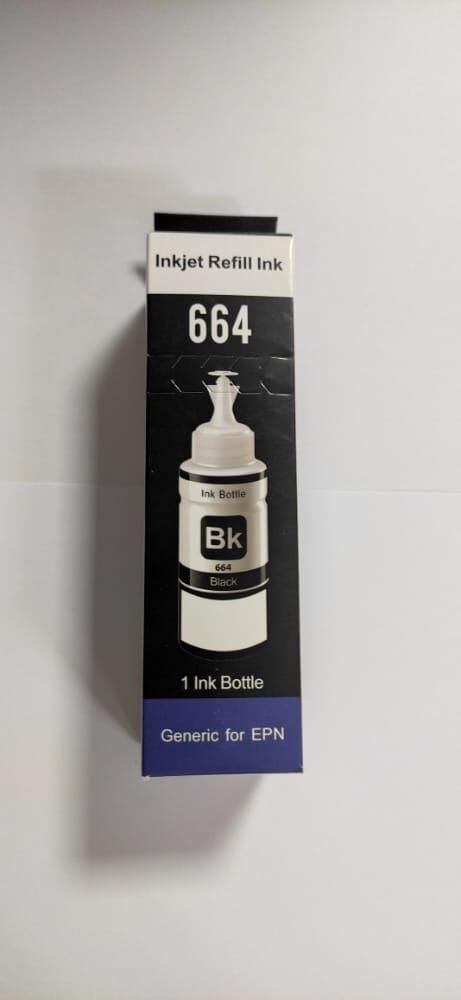 Inkjet Refill Ink
664
Ink Bottle
Bk
664
Black
1 Ink Bottle
Generic for EPN